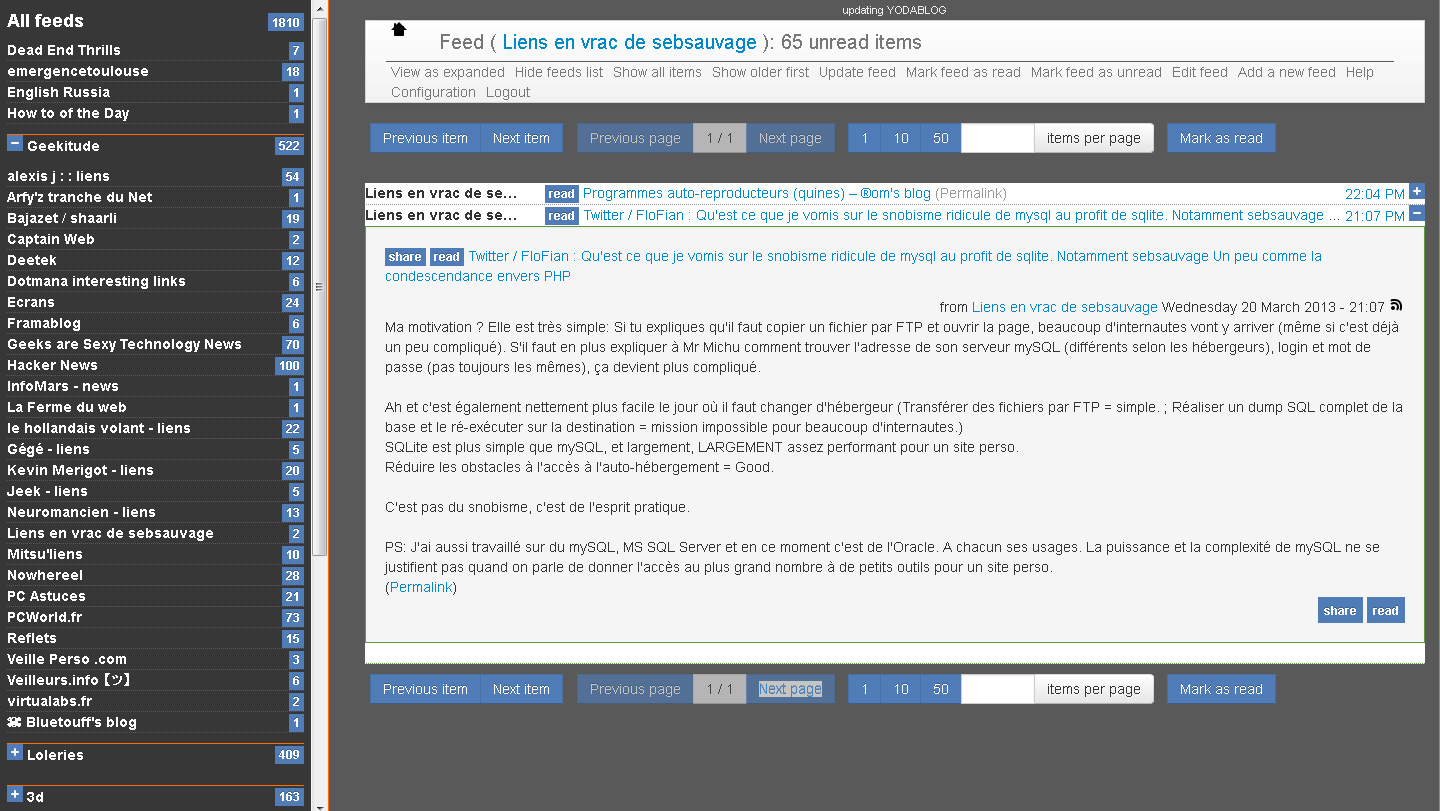 All feeds 1810
Dead End Thrills 7
emergencetoulouse 18
English Russia 1
How to of the Day 1
Geekitude 522
alexis j : : liens 54
Arfy'z tranche du Net 1
Bajazet / shaarli 19
Captain Web 2
Deetek 12
Dotmana interesting links 6
Ecrans 24
Framablog 6
Geeks are Sexy Technology News 70
Hacker News 100
InfoMars - news 1
La Ferme du web 1
le hollandais volant - liens 22
Gégé - liens 5
Kevin Merigot - liens 20
Jeek - liens 5
Neuromancien - liens 13
Liens en vrac de sebsauvage 2
Mitsu'liens 10
Nowhereel 28
PC Astuces 21
PCWorld.fr 73
Reflets 15
Veille Perso .com 3
Veilleurs.info 【ツ】 6
virtualabs.fr 2
☠ Bluetouff's blog 1
+ Loleries 409
+ 3d 163
updating YODABLOG
Feed ( Liens en vrac de sebsauvage ): 65 unread items
View as expanded Hide feeds list Show all items Show older first Update feed Mark feed as read Mark feed as unread Edit feed Add a new feed Help
Configuration Logout
Previous item Next item Previous page 1 / 1 Next page 1 10 50 items per page Mark as read
Liens en vrac de se... read Programmes auto-reproducteurs (quines) – ®om's blog (Permalink) 22:04 PM +
Liens en vrac de se... read Twitter / FloFian : Qu'est ce que je vomis sur le snobisme ridicule de mysql au profit de sqlite. Notamment sebsauvage ... 21:07 PM −
share read Twitter / FloFian : Qu'est ce que je vomis sur le snobisme ridicule de mysql au profit de sqlite. Notamment sebsauvage Un peu comme la
condescendance envers PHP
from Liens en vrac de sebsauvage Wednesday 20 March 2013 - 21:07
Ma motivation ? Elle est très simple: Si tu expliques qu'il faut copier un fichier par FTP et ouvrir la page, beaucoup d'internautes vont y arriver (même si c'est déjà
un peu compliqué). S'il faut en plus expliquer à Mr Michu comment trouver l'adresse de son serveur mySQL (différents selon les hébergeurs), login et mot de
passe (pas toujours les mêmes), ça devient plus compliqué.
Ah et c'est également nettement plus facile le jour où il faut changer d'hébergeur (Transférer des fichiers par FTP = simple. ; Réaliser un dump SQL complet de la
base et le ré-exécuter sur la destination = mission impossible pour beaucoup d'internautes.)
SQLite est plus simple que mySQL, et largement, LARGEMENT assez performant pour un site perso.
Réduire les obstacles à l'accès à l'auto-hébergement = Good.
C'est pas du snobisme, c'est de l'esprit pratique.
PS: J'ai aussi travaillé sur du mySQL, MS SQL Server et en ce moment c'est de l'Oracle. A chacun ses usages. La puissance et la complexité de mySQL ne se
justifient pas quand on parle de donner l'accès au plus grand nombre à de petits outils pour un site perso.
(Permalink)
share read
Previous item Next item Previous page 1 / 1 Next page 1 10 50 items per page Mark as read